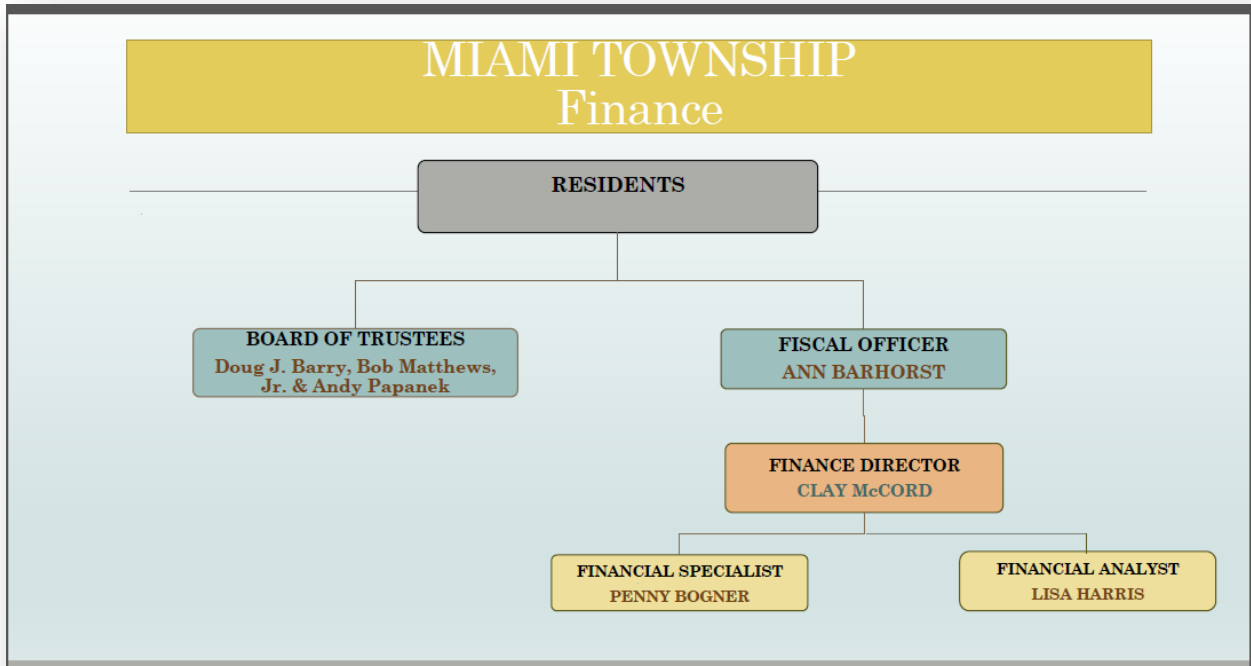 MIAMI TOWNSHIP
Finance
RESIDENTS
BOARD OF TRUSTEES
Doug J. Barry, Bob Matthews,
Jr. & Andy Papanek
FISCAL OFFICER
ANN BARHORST
FINANCE DIRECTOR
CLAY McCORD
FINANCIAL SPECIALIST
PENNY BOGNER
FINANCIAL ANALYST
LISA HARRIS